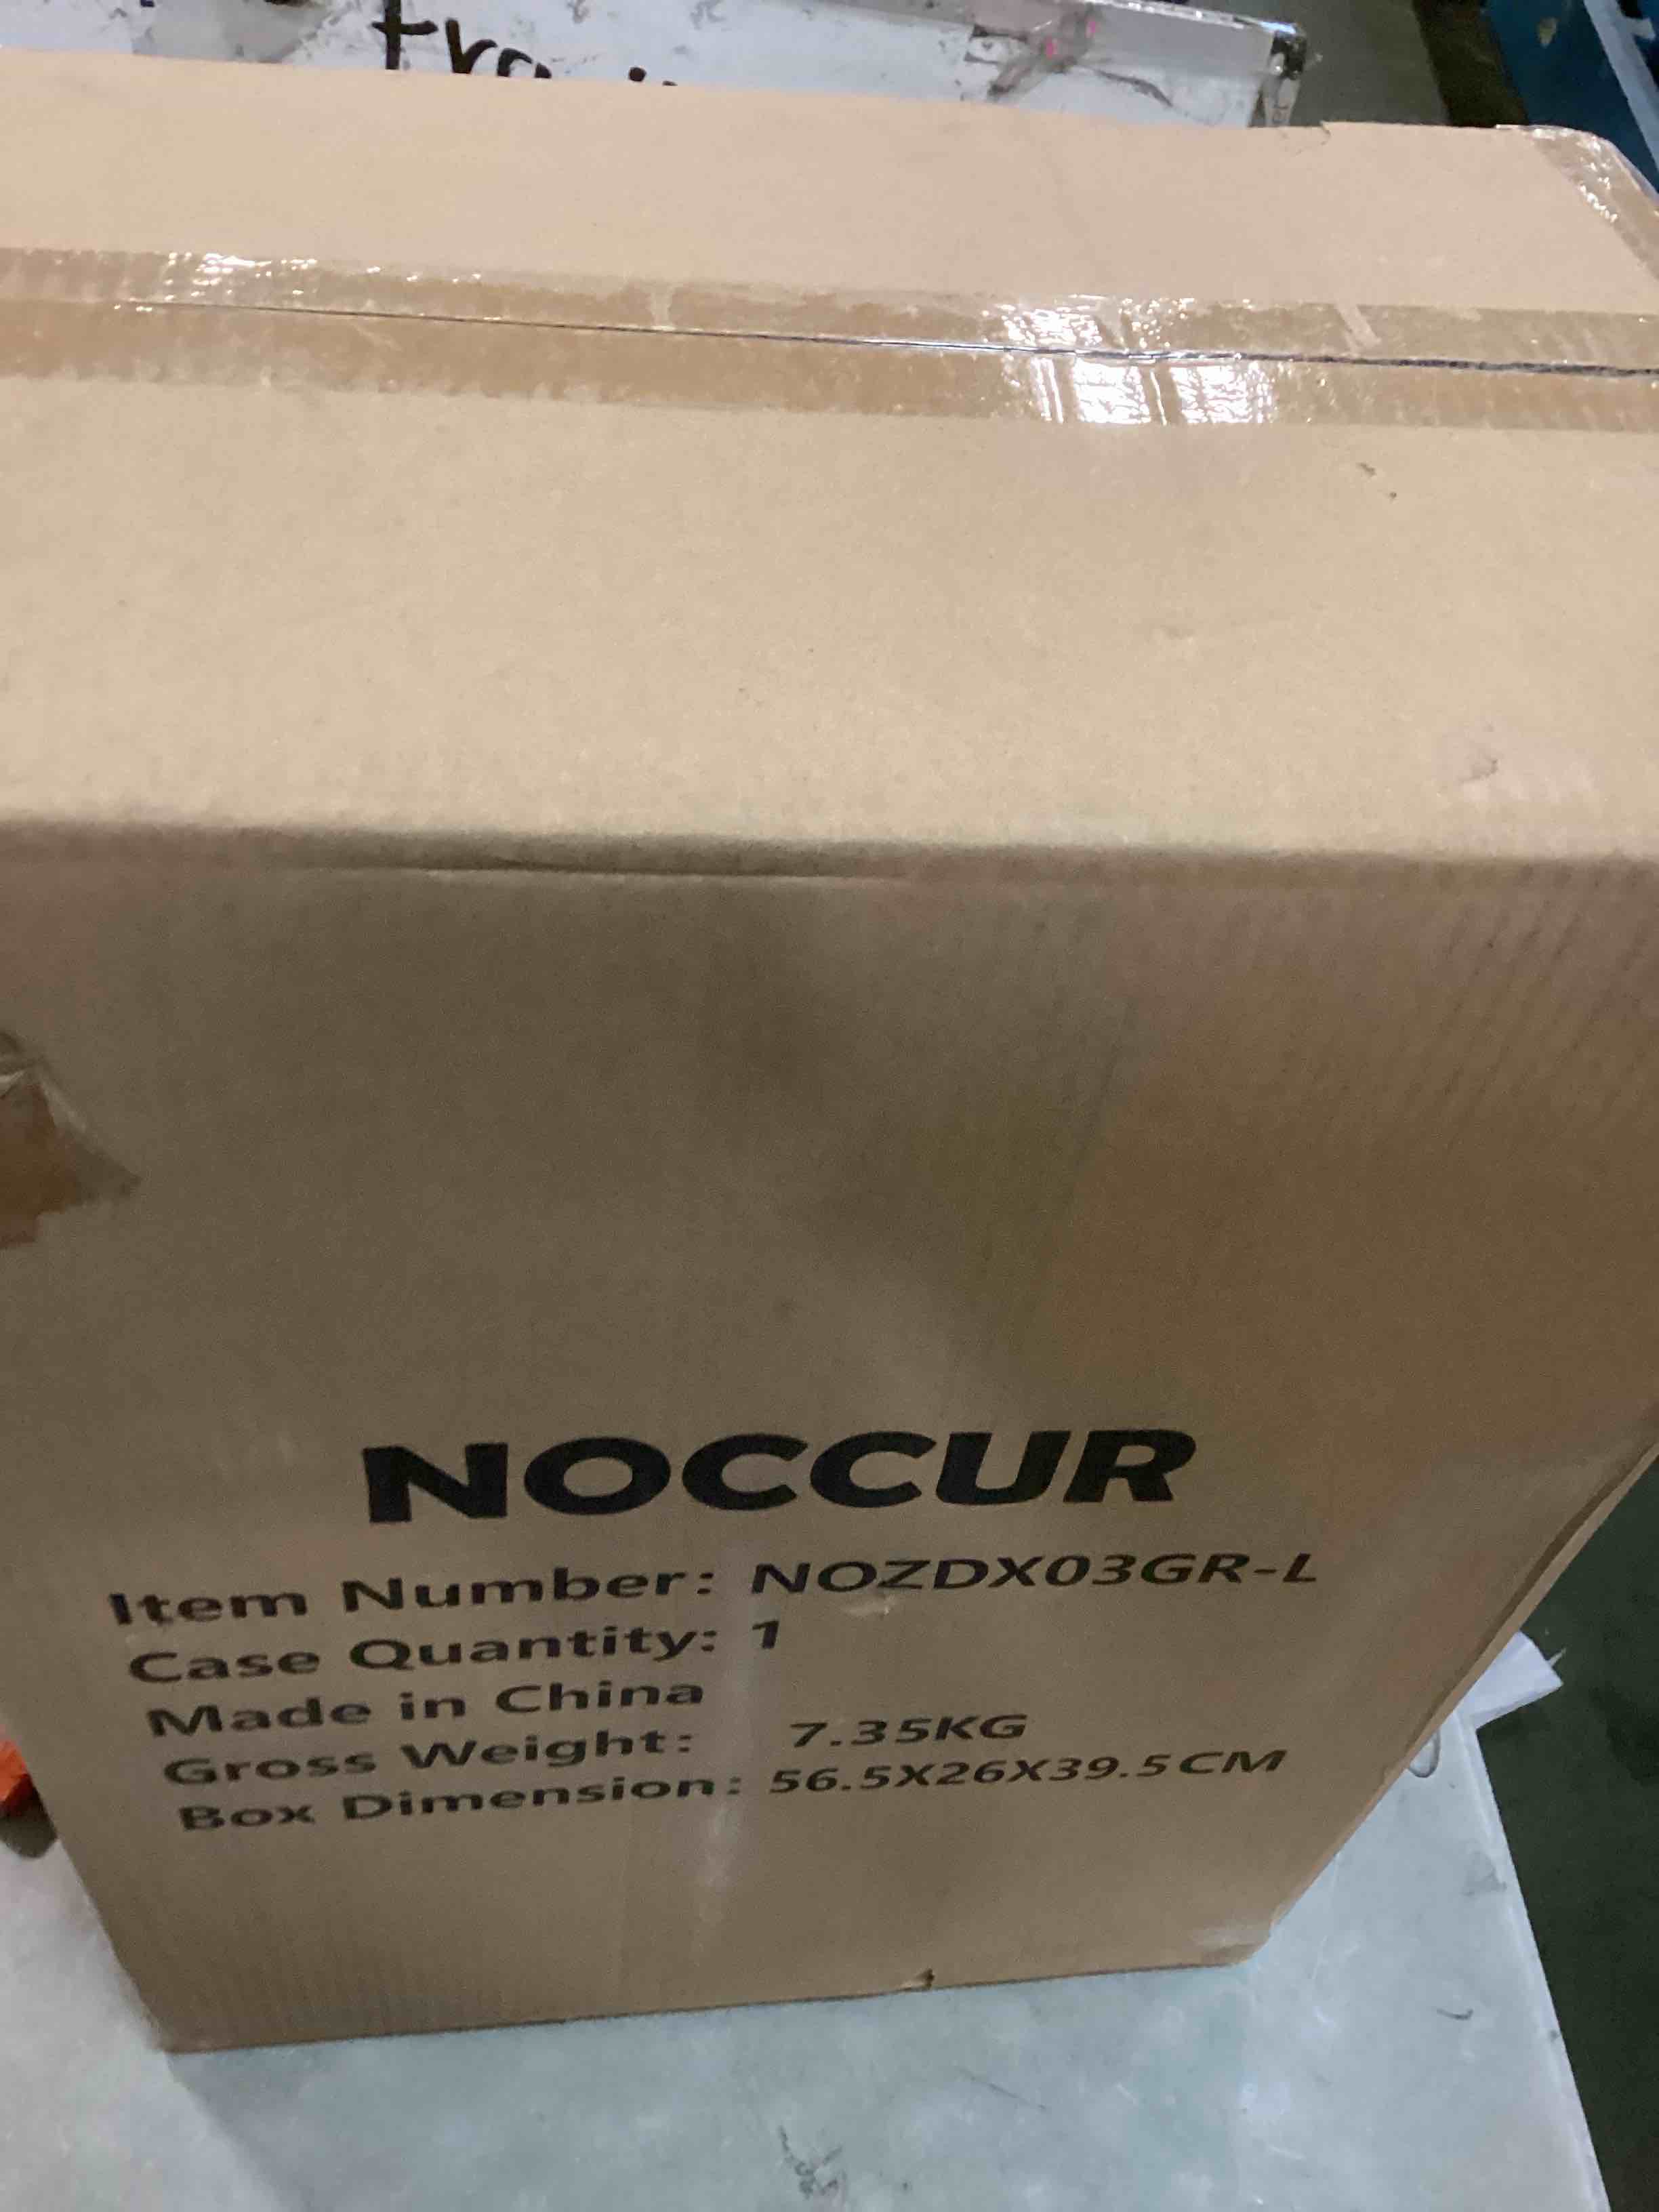 NOCCUR
Item Number: NOZDX03GR-L
Case Quantity: 1
Made in China
Gross Weight: 7.35KG
Box Dimension: 56.5X26X39.5CM